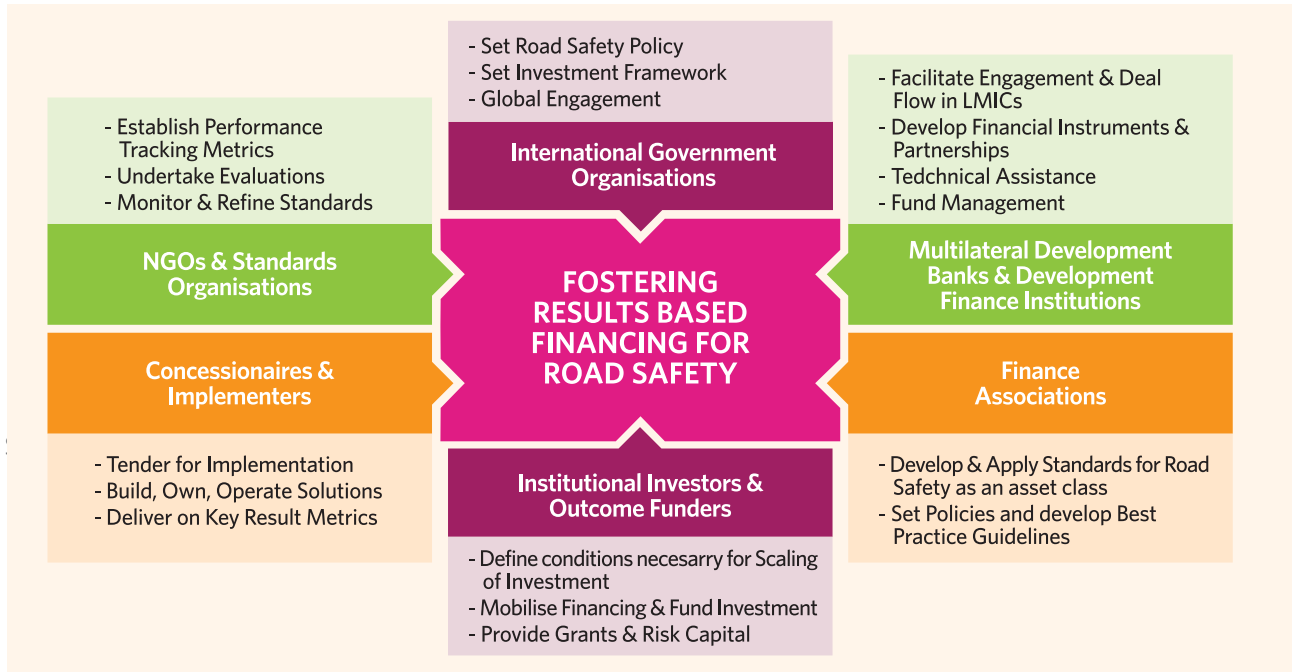 - Set Road Safety Policy
- Set Investment Framework
- Global Engagement
International Government
Organisations
- Establish Performance
Tracking Metrics
- Undertake Evaluations
- Monitor & Refine Standards
NGOs & Standards
Organisations
- Facilitate Engagement & Deal
Flow in LMICs
- Develop Financial Instruments &
Partnerships
- Tedchnical Assistance
- Fund Management
Multilateral Development
Banks & Development
Finance Institutions
FOSTERING
RESULTS BASED
FINANCING FOR
ROAD SAFETY
Concessionaires &
Implementers
- Tender for Implementation
- Build, Own, Operate Solutions
- Deliver on Key Result Metrics
Institutional Investors &
Outcome Funders
- Define conditions necesarry for Scaling
of Investment
- Mobilise Financing & Fund Investment
- Provide Grants & Risk Capital
Finance
Associations
- Develop & Apply Standards for Road
Safety as an asset class
- Set Policies and develop Best
Practice Guidelines